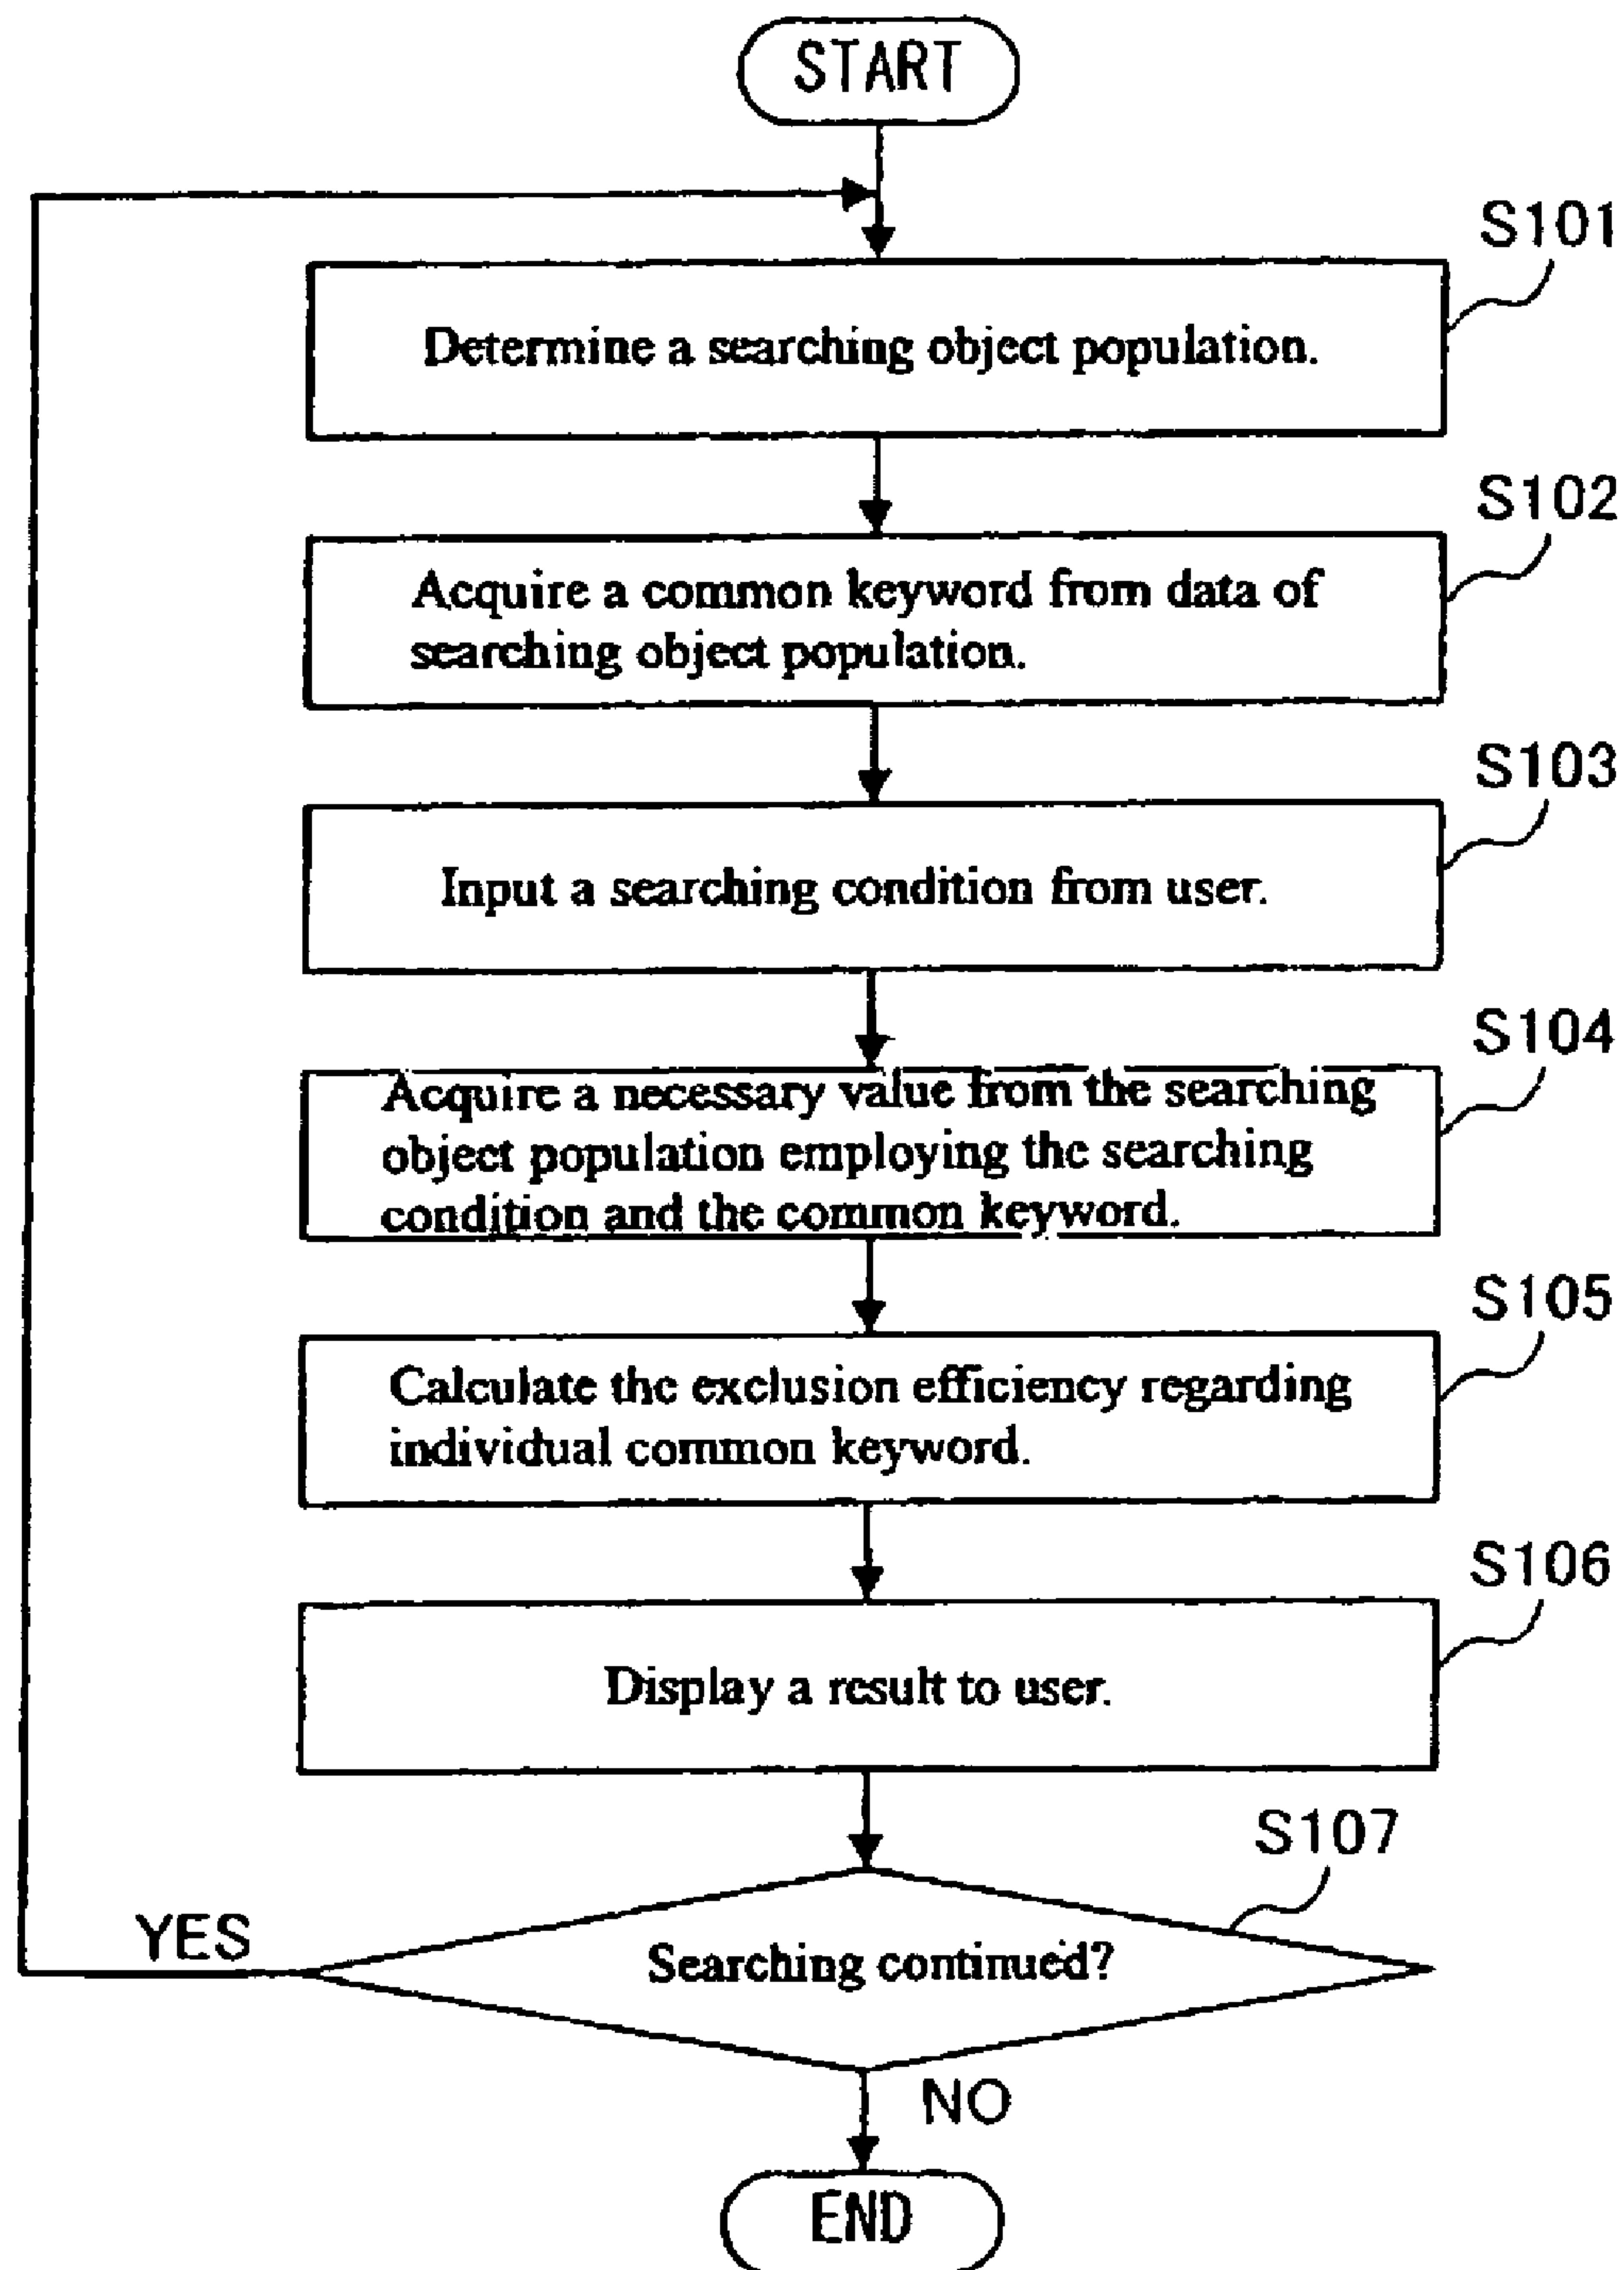 START
S101
Determine a searching object population.
S102
Acquire a common keyword from data of
searching object population.
S103
Input a searching condition from user.
S104
Acquire a necessary value from the searching
object population employing the searching
condition and the common keyword.
S105
Calculate the exclusion efficiency regarding
individual common keyword.
S106
Display a result to user.
S107
YES
Searching continued?
NO
END